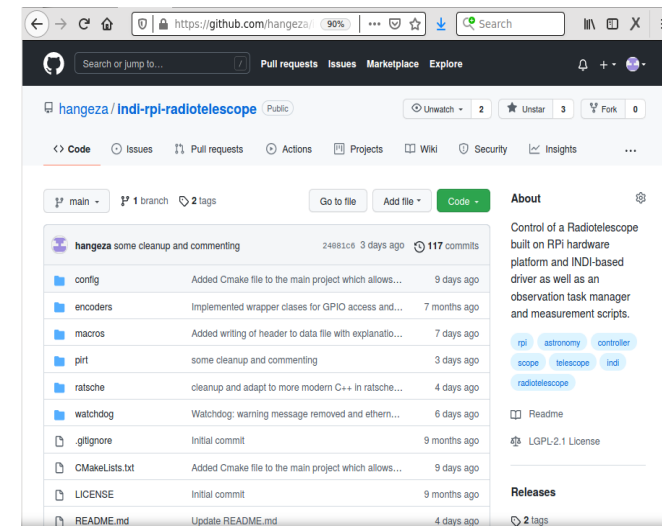 https://github.com/hangeza/ 90% Search
Search or jump to... / Pull requests Issues Marketplace Explore
hangeza / indi-rpi-radiotelescope Public Unwatch 2 Unstar 3 Fork 0
Code Issues Pull requests Actions Projects Wiki Security Insights
main 1 branch 2 tags Go to file Add file Code
hangeza some cleanup and commenting 24081c6 3 days ago 117 commits
config Added Cmake file to the main project which allows... 9 days ago
encoders Implemented wrapper clases for GPIO access and... 7 months ago
macros Added writing of header to data file with explanatio... 7 days ago
pirt some cleanup and commenting 3 days ago
ratsche cleanup and adapt to more modern C++ in ratsche... 4 days ago
watchdog Watchdog: warning message removed and ethern... 6 days ago
.gitignore Initial commit 9 months ago
CMakeLists.txt Added Cmake file to the main project which allows... 9 days ago
LICENSE Initial commit 9 months ago
README.md Update README.md 4 days ago
About
Control of a Radiotelescope
built on RPi hardware
platform and INDI-based
driver as well as an
observation task manager
and measurement scripts.
rpi astronomy controller
scope telescope indi
radiotelescope
Readme
LGPL-2.1 License
Releases
2 tags